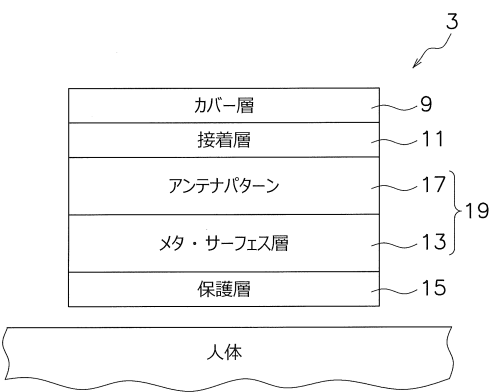 3
カバー層 9
接着層 11
アンテナパターン 17
19
メタ・サーフェス層 13
保護層 15
人体